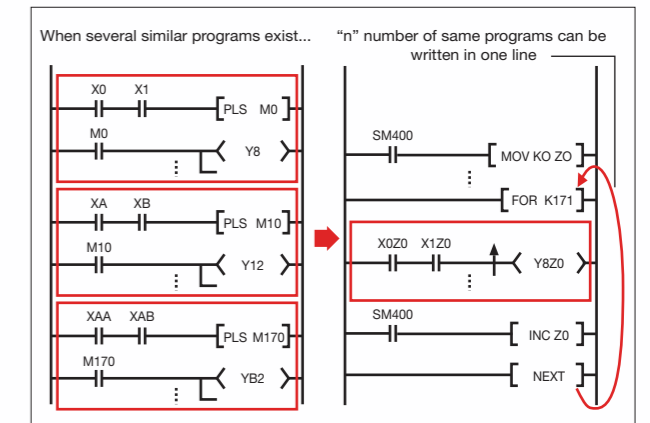 When several similar programs exist...
X0 X1
PLS M0
M0
Y8
XA XB
PLS M10
M10
Y12
XAA XAB
PLS M170
M170
YB2
“n” number of same programs can be
written in one line
SM400
MOV KO ZO
FOR K171
X0Z0 X1Z0
Y8Z0
SM400
INC Z0
NEXT